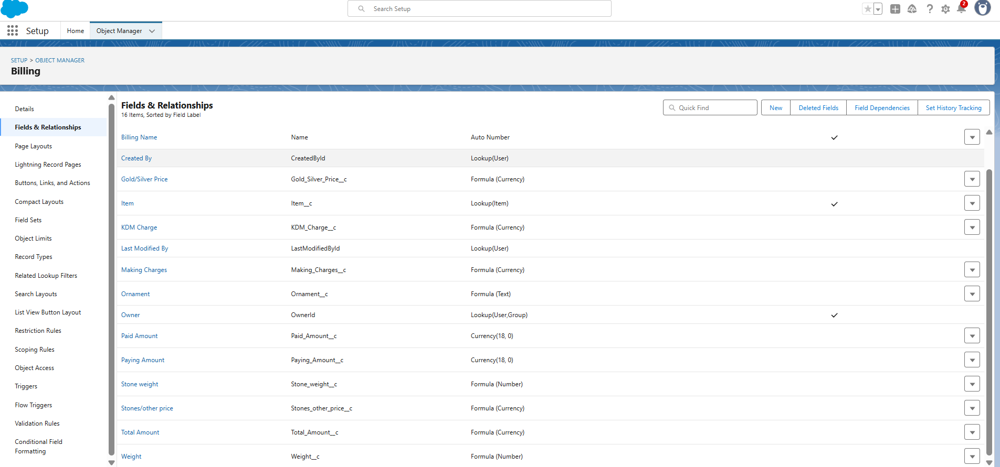 Search Setup
2
Setup
Home
Object Manager
SETUP > OBJECT MANAGER
Billing
Details
Fields & Relationships
Page Layouts
Lightning Record Pages
Buttons, Links, and Actions
Compact Layouts
Field Sets
Object Limits
Record Types
Related Lookup Filters
Search Layouts
List View Button Layout
Restriction Rules
Scoping Rules
Object Access
Triggers
Flow Triggers
Validation Rules
Conditional Field
Formatting
Fields & Relationships
16 Items, Sorted by Field Label
Quick Find
New
Deleted Fields
Field Dependencies
Set History Tracking
Billing Name Name Auto Number
Created By CreatedById Lookup(User)
Gold/Silver Price Gold_Silver_Price__c Formula (Currency)
Item Item__c Lookup(Item)
KDM Charge KDM_Charge__c Formula (Currency)
Last Modified By LastModifiedById Lookup(User)
Making Charges Making_Charges__c Formula (Currency)
Ornament Ornament__c Formula (Text)
Owner OwnerId Lookup(User,Group)
Paid Amount Paid_Amount__c Currency(18, 0)
Paying Amount Paying_Amount__c Currency(18, 0)
Stone weight Stone_weight__c Formula (Number)
Stones/other price Stones_other_price__c Formula (Currency)
Total Amount Total_Amount__c Formula (Currency)
Weight Weight__c Formula (Number)